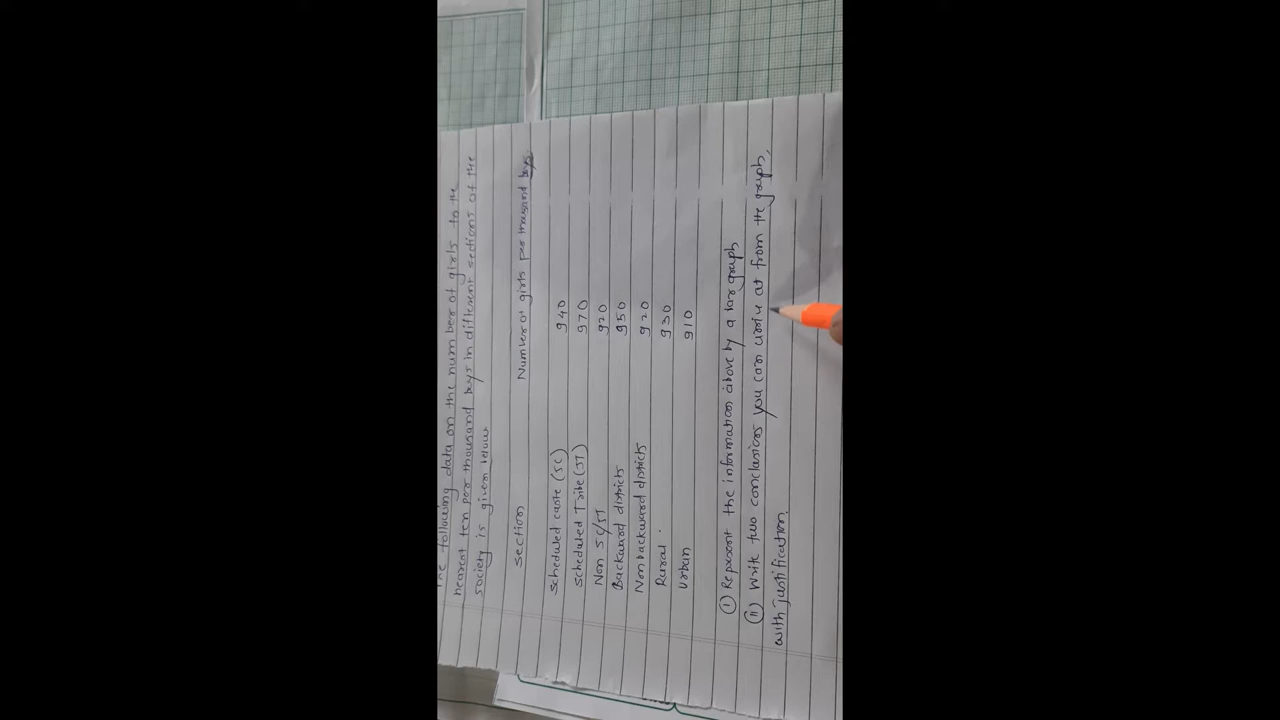 The following data on the number of girls to the
nearest ten per thousand boys in different sections of the
society is given below
Section Number of girls per thousand boys.
Scheduled caste (SC) 940
Scheduled Tribe (ST) 970
Non SC/ST 920
Backward districts 950
Non backward districts 920
Rural . 930
Urban 910
(i) Represent the information above by a bar graph
(ii) Write two conclusions you can arrive at from the graph,
with justification.